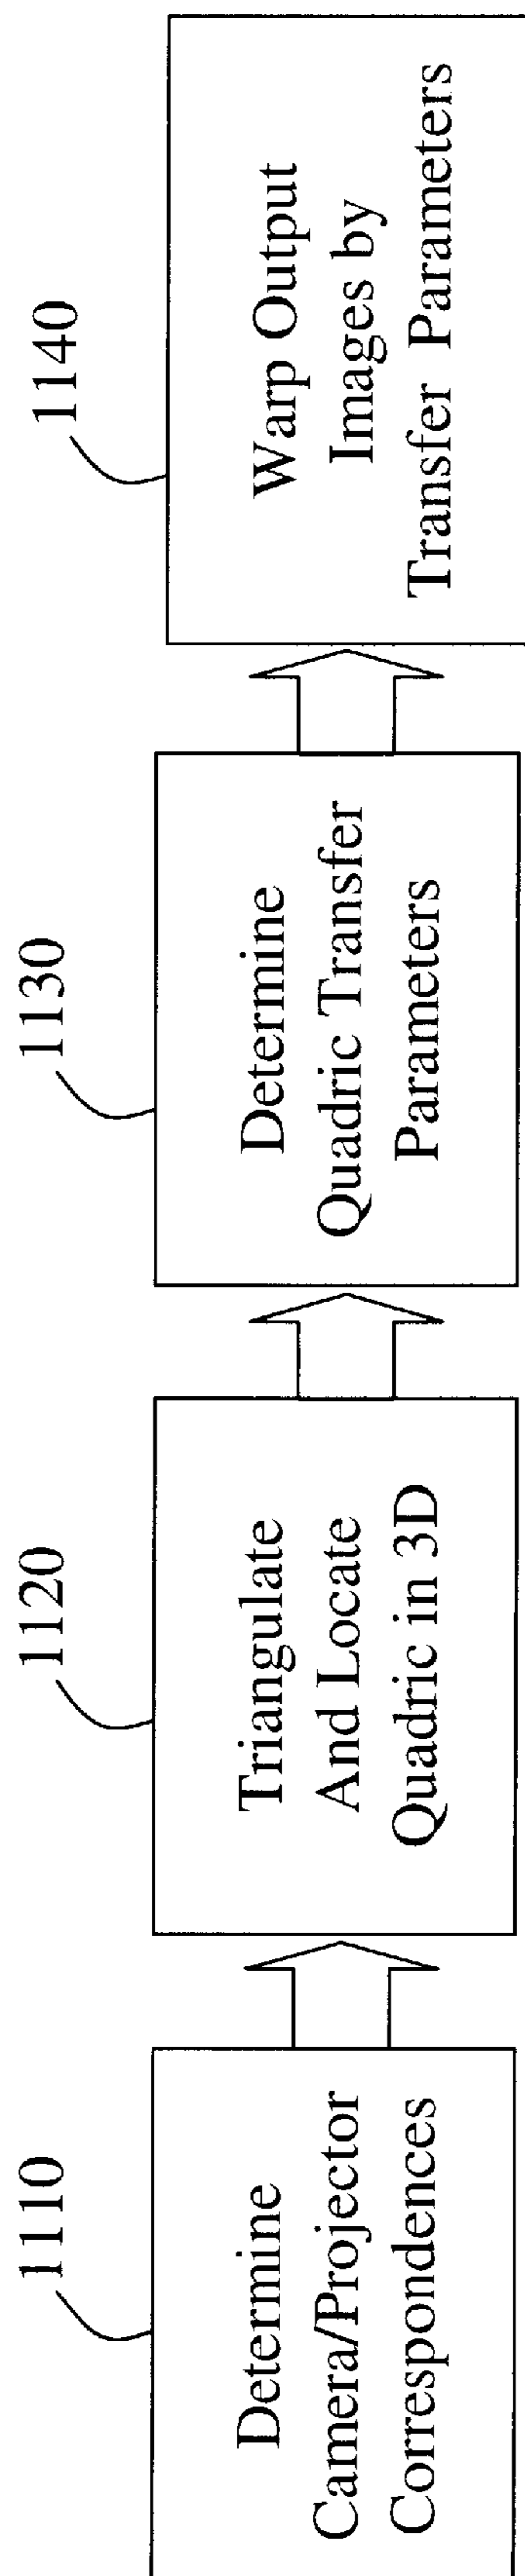 1110
Determine
Camera/Projector
Correspondences
1120
Triangulate
And Locate
Quadric in 3D
1130
Determine
Quadric Transfer
Parameters
1140
Warp Output
Images by
Transfer Parameters